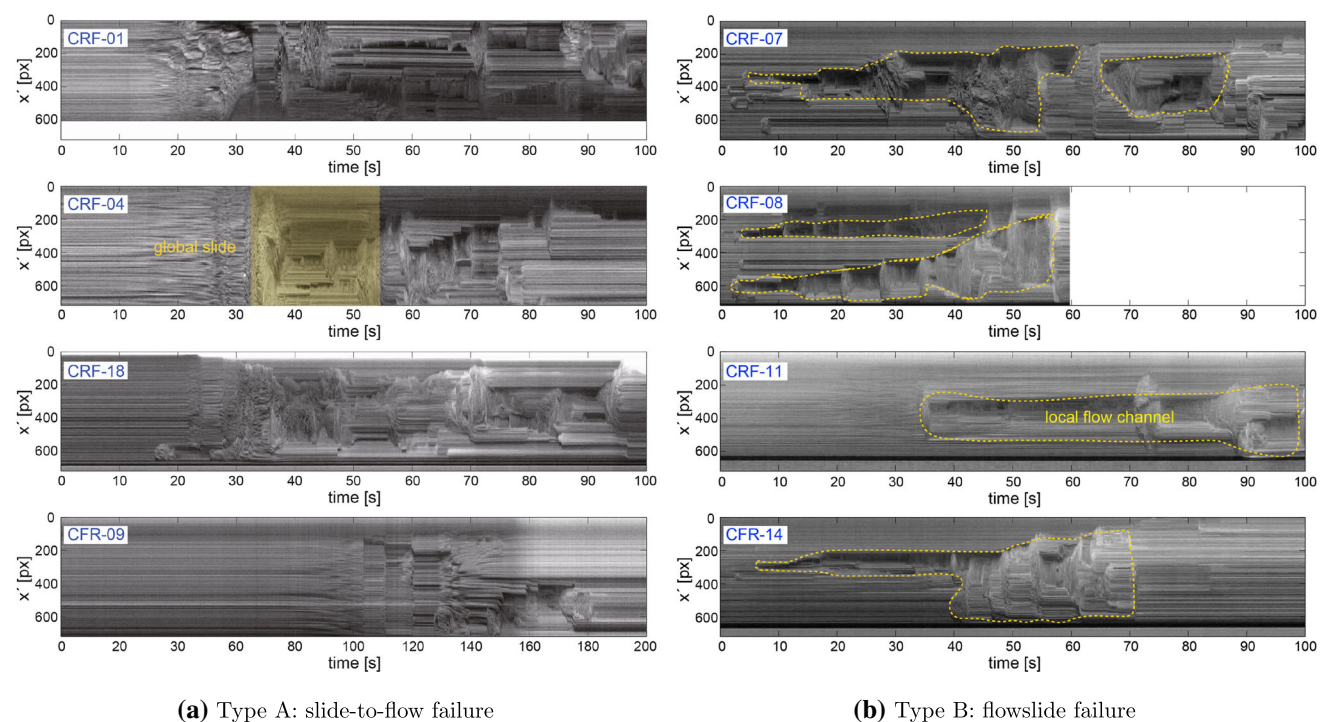 CRF-01
x´ [px]
0
200
400
600
0 10 20 30 40 50 60 70 80 90 100
time [s]
CRF-04
global slide
x´ [px]
0
200
400
600
0 10 20 30 40 50 60 70 80 90 100
time [s]
CRF-18
x´ [px]
0
200
400
600
0 10 20 30 40 50 60 70 80 90 100
time [s]
CFR-09
x´ [px]
0
200
400
600
0 20 40 60 80 100 120 140 160 180 200
time [s]
(a) Type A: slide-to-flow failure
CRF-07
x´ [px]
0
200
400
600
0 10 20 30 40 50 60 70 80 90 100
time [s]
CRF-08
x´ [px]
0
200
400
600
0 10 20 30 40 50 60 70 80 90 100
time [s]
CRF-11
local flow channel
x´ [px]
0
200
400
600
0 10 20 30 40 50 60 70 80 90 100
time [s]
CFR-14
x´ [px]
0
200
400
600
0 10 20 30 40 50 60 70 80 90 100
time [s]
(b) Type B: flowslide failure